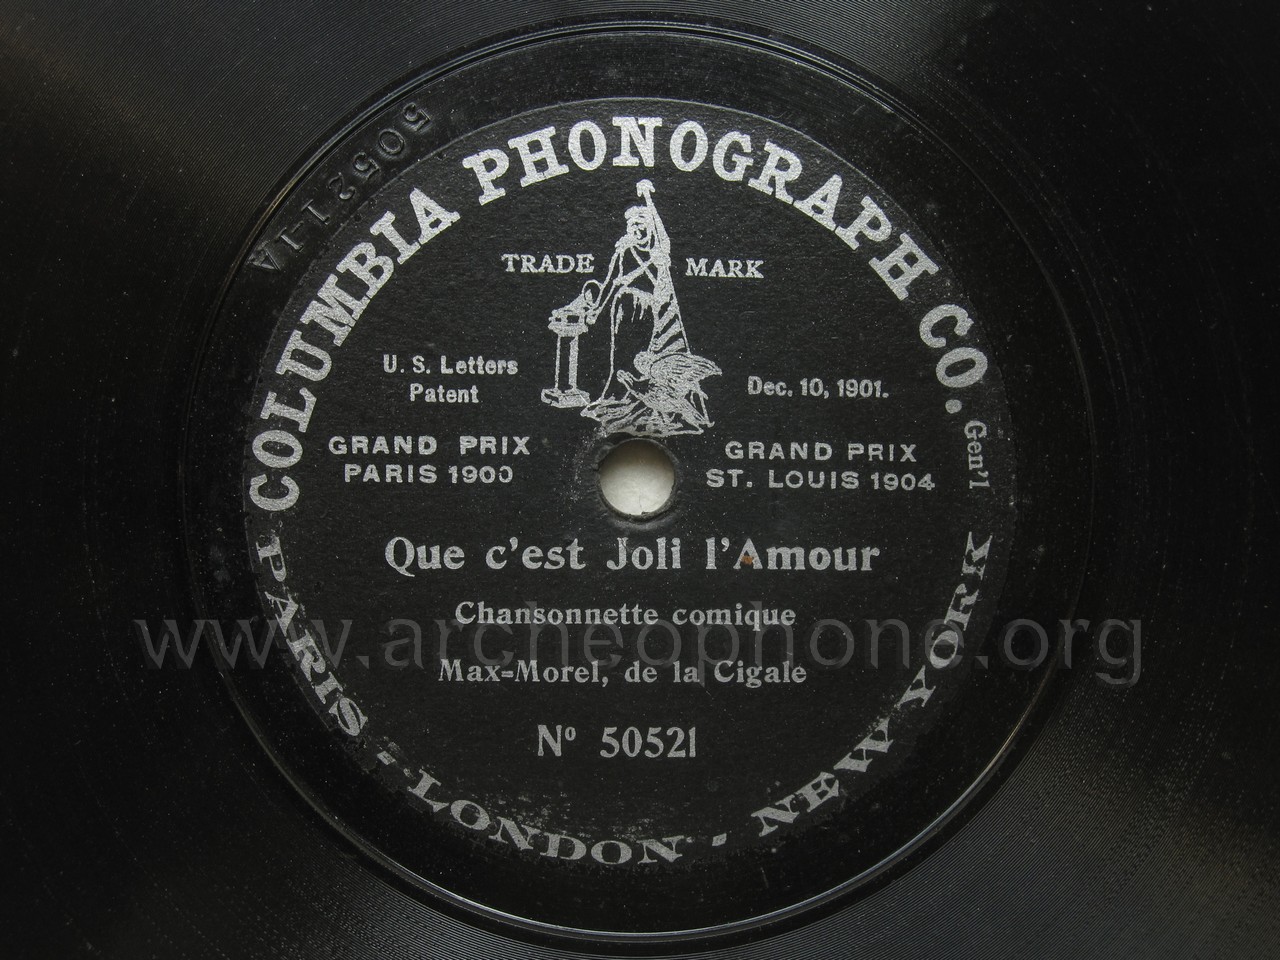 50521-1A
COLUMBIA PHONOGRAPH CO. Gen'l
TRADE MARK
U. S. Letters
Patent
Dec. 10, 1901.
GRAND PRIX
PARIS 1900
GRAND PRIX
ST. LOUIS 1904
Que c'est Joli l'Amour
Chansonnette comique
www.archeophone.org
Max-Morel, de la Cigale
Nº 50521
PARIS - LONDON - NEW YORK